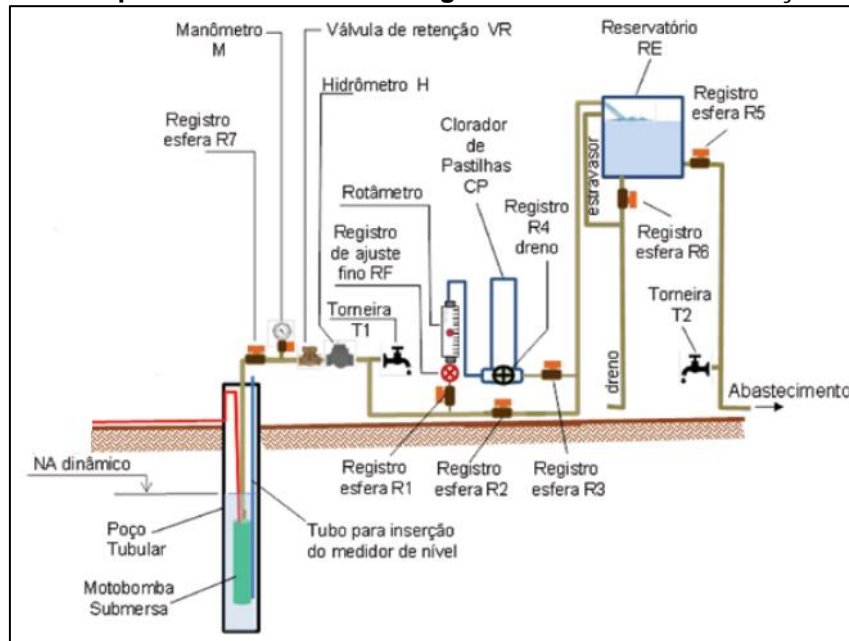 Manômetro
M
Válvula de retenção VR
Reservatório
RE
Hidrômetro H
Registro
esfera R7
Clorador
de
Pastilhas
CP
Registro
esfera R5
Rotâmetro
Registro
de ajuste
fino RF
Registro
R4
dreno
estravasor
Registro
esfera R6
Torneira
T1
Torneira
T2
dreno
Abastecimento
NA dinâmico
Registro
esfera R1
Registro
esfera R2
Registro
esfera R3
Poço
Tubular
Tubo para inserção
do medidor de nível
Motobomba
Submersa